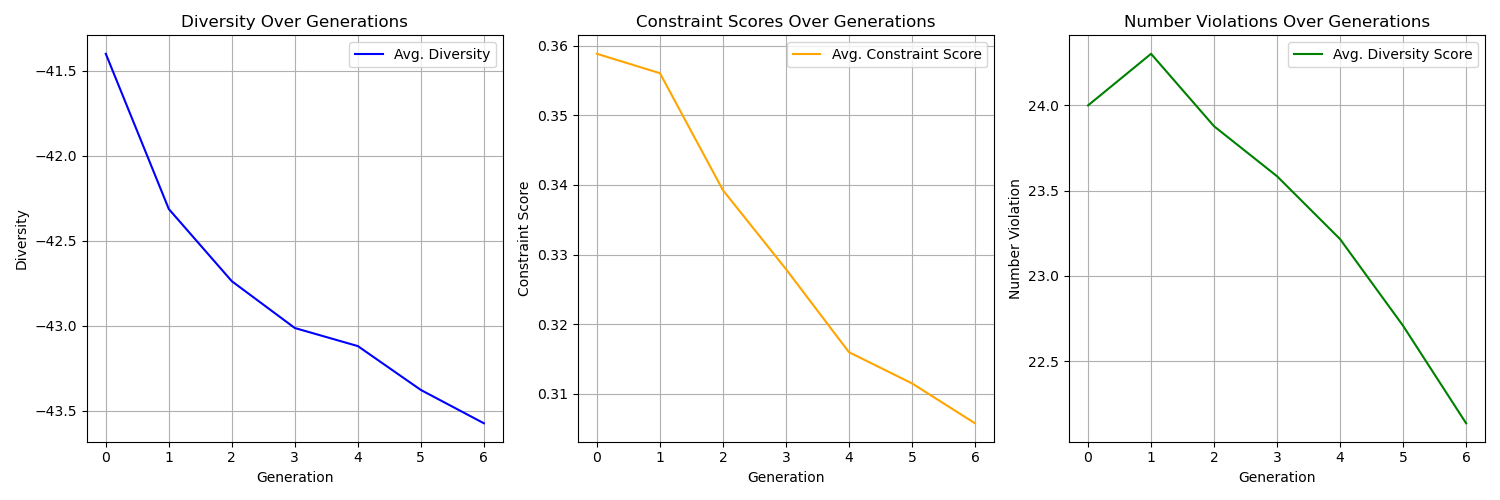 Diversity Over Generations
Avg. Diversity
−41.5
−42.0
−42.5
−43.0
−43.5
Diversity
0 1 2 3 4 5 6
Generation
Constraint Scores Over Generations
Avg. Constraint Score
0.36
0.35
0.34
0.33
0.32
0.31
Constraint Score
0 1 2 3 4 5 6
Generation
Number Violations Over Generations
Avg. Diversity Score
24.0
23.5
23.0
22.5
Number Violation
0 1 2 3 4 5 6
Generation